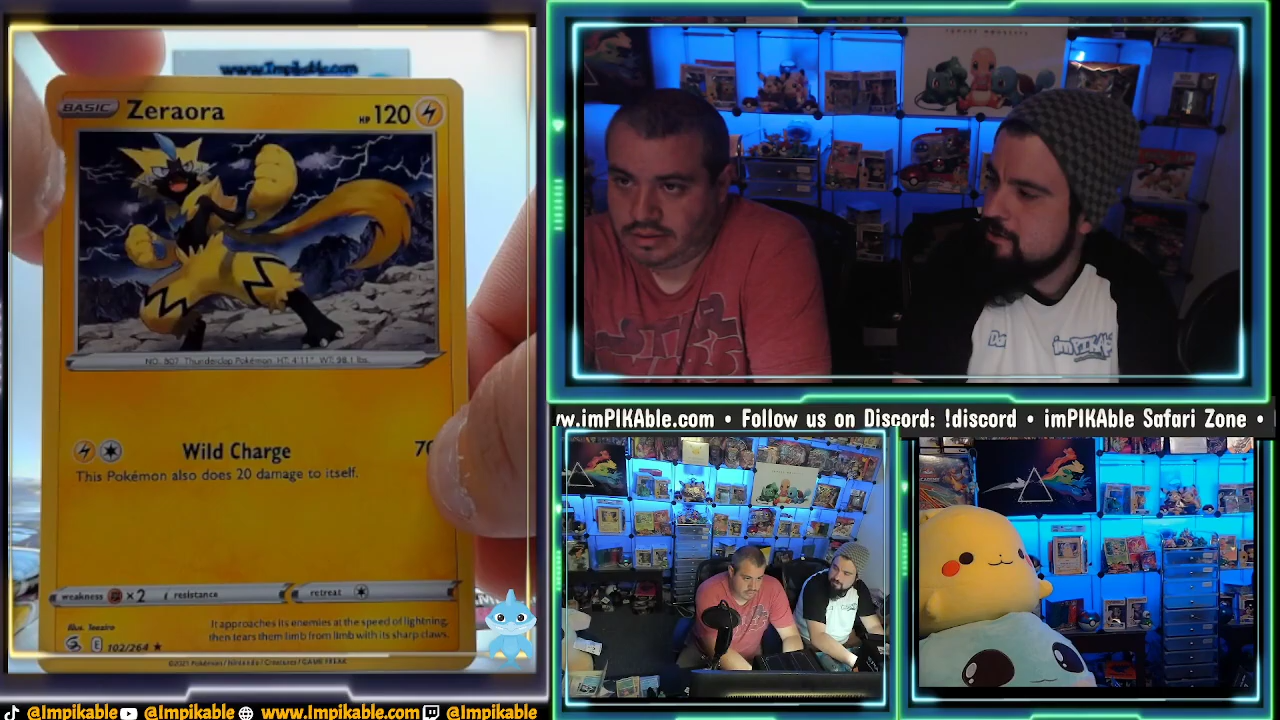 www.Impikable.com
BASIC Zeraora HP 120
NO. 807 Thunderclap Pokémon HT: 4'11" WT: 98.1 lbs.
Wild Charge 70
This Pokémon also does 20 damage to itself.
weakness ×2 resistance retreat
It approaches its enemies at the speed of lightning,
then tears them limb from limb with its sharp claws.
Illus. Teeziro
E 102/264 ★
©2021 Pokémon / Nintendo / Creatures / GAME FREAK
imPIKAb
w.imPIKAble.com • Follow us on Discord: !discord • imPIKAble Safari Zone •
@Impikable @Impikable www.Impikable.com @Impikable